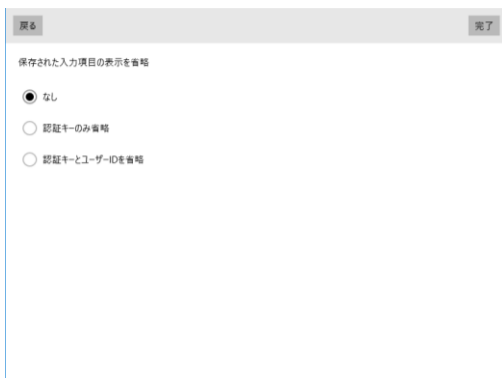 戻る
完了
保存された入力項目の表示を省略
なし
認証キーのみ省略
認証キーとユーザーIDを省略